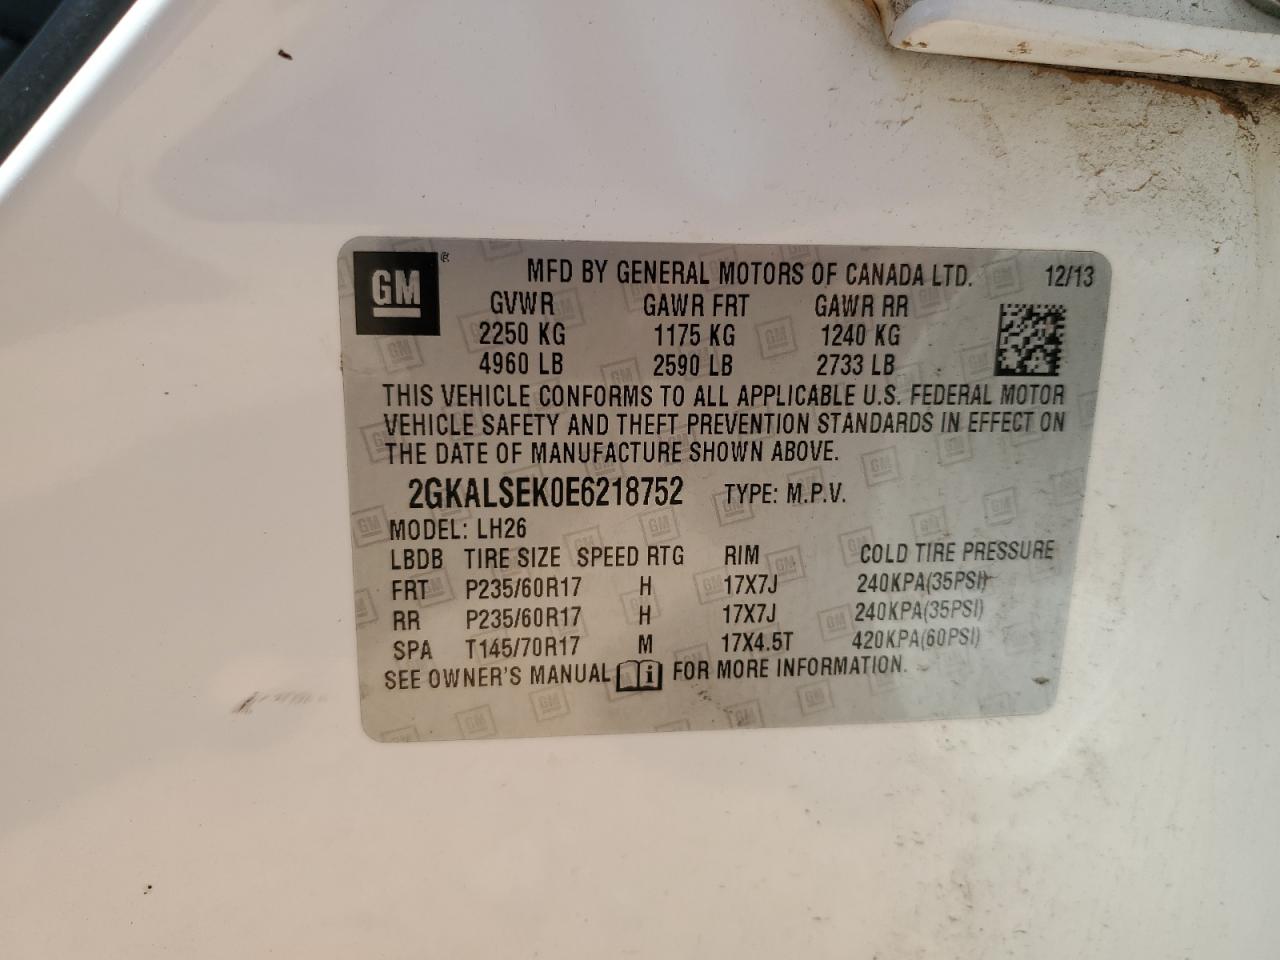 GM ®
MFD BY GENERAL MOTORS OF CANADA LTD. 12/13
GVWR GAWR FRT GAWR RR
2250 KG 1175 KG 1240 KG
4960 LB 2590 LB 2733 LB
THIS VEHICLE CONFORMS TO ALL APPLICABLE U.S. FEDERAL MOTOR
VEHICLE SAFETY AND THEFT PREVENTION STANDARDS IN EFFECT ON
THE DATE OF MANUFACTURE SHOWN ABOVE.
2GKALSEK0E6218752 TYPE: M.P.V.
MODEL: LH26
LBDB TIRE SIZE SPEED RTG RIM COLD TIRE PRESSURE
FRT P235/60R17 H 17X7J 240KPA(35PSI)
RR P235/60R17 H 17X7J 240KPA(35PSI)
SPA T145/70R17 M 17X4.5T 420KPA(60PSI)
SEE OWNER'S MANUAL i FOR MORE INFORMATION.